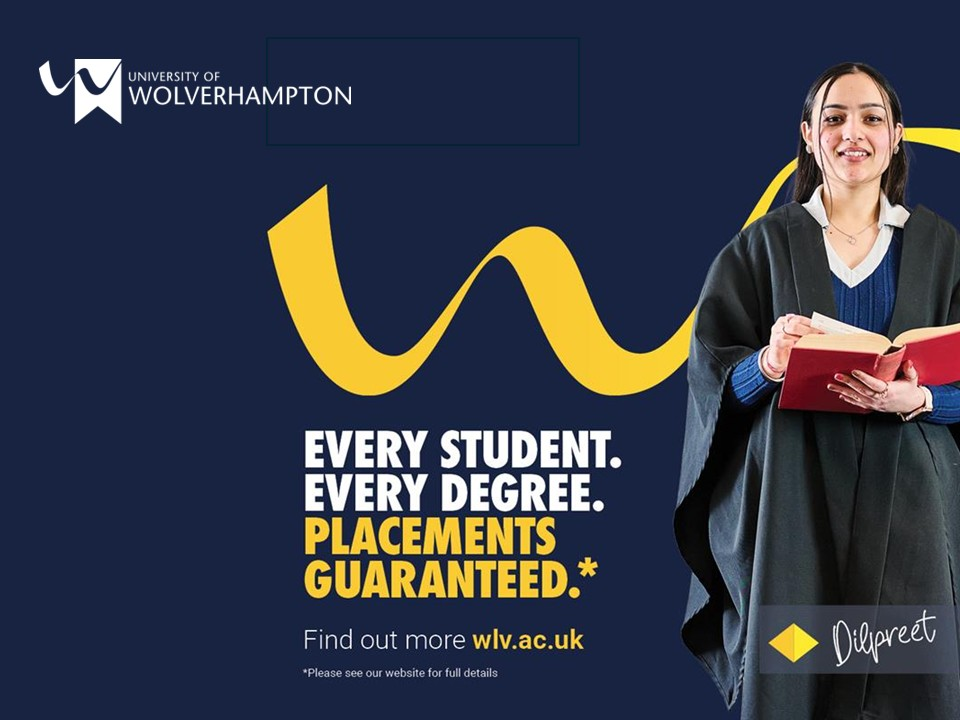 UNIVERSITY OF
WOLVERHAMPTON
EVERY STUDENT.
EVERY DEGREE.
PLACEMENTS
GUARANTEED.*
Find out more wlv.ac.uk
*Please see our website for full details
Dilpreet